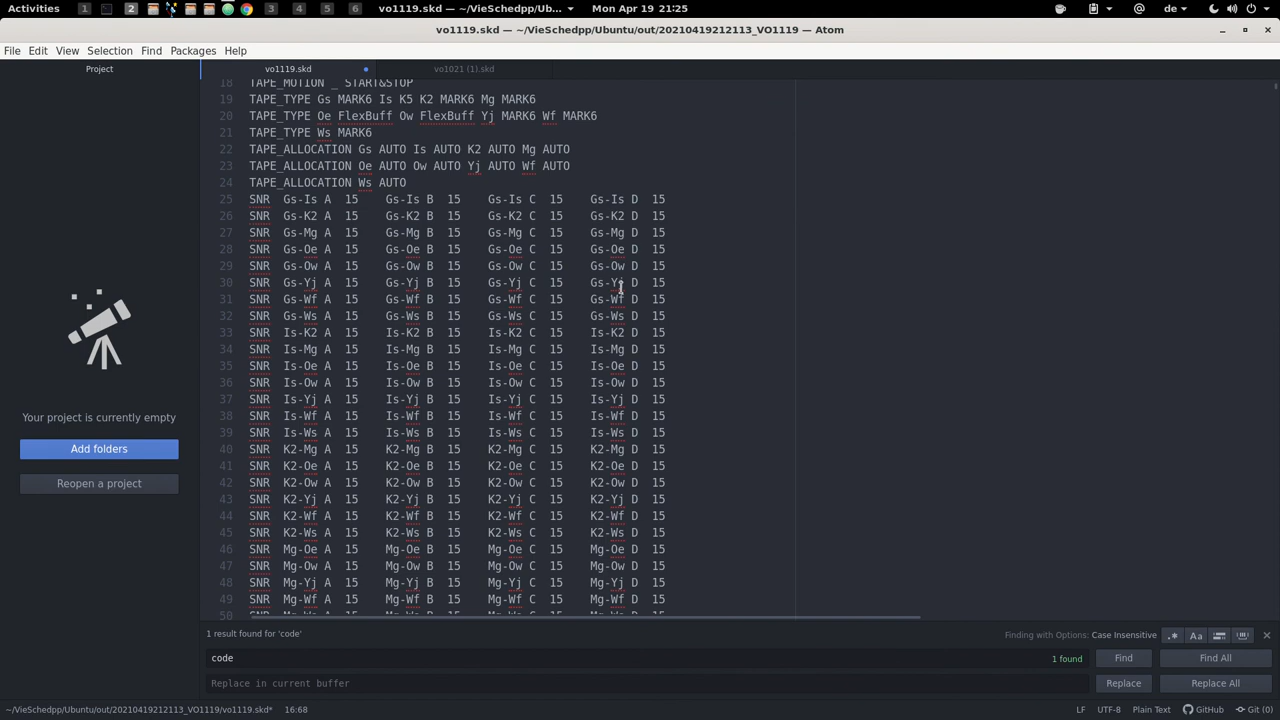 Activities 1 2 3 4 5 6 vo1119.skd — ~/VieSchedpp/Ubuntu/ou... Mon Apr 19 21:25 de
vo1119.skd — ~/VieSchedpp/Ubuntu/out/20210419212113_VO1119 — Atom
File Edit View Selection Find Packages Help
Project vo1119.skd vo1021 (1).skd
18 TAPE_MOTION _ START&STOP
19 TAPE_TYPE Gs MARK6 Is K5 K2 MARK6 Mg MARK6
20 TAPE_TYPE Oe FlexBuff Ow FlexBuff Yj MARK6 Wf MARK6
21 TAPE_TYPE Ws MARK6
22 TAPE_ALLOCATION Gs AUTO Is AUTO K2 AUTO Mg AUTO
23 TAPE_ALLOCATION Oe AUTO Ow AUTO Yj AUTO Wf AUTO
24 TAPE_ALLOCATION Ws AUTO
25 SNR Gs-Is A 15 Gs-Is B 15 Gs-Is C 15 Gs-Is D 15
26 SNR Gs-K2 A 15 Gs-K2 B 15 Gs-K2 C 15 Gs-K2 D 15
27 SNR Gs-Mg A 15 Gs-Mg B 15 Gs-Mg C 15 Gs-Mg D 15
28 SNR Gs-Oe A 15 Gs-Oe B 15 Gs-Oe C 15 Gs-Oe D 15
29 SNR Gs-Ow A 15 Gs-Ow B 15 Gs-Ow C 15 Gs-Ow D 15
30 SNR Gs-Yj A 15 Gs-Yj B 15 Gs-Yj C 15 Gs-Yj D 15
31 SNR Gs-Wf A 15 Gs-Wf B 15 Gs-Wf C 15 Gs-Wf D 15
32 SNR Gs-Ws A 15 Gs-Ws B 15 Gs-Ws C 15 Gs-Ws D 15
33 SNR Is-K2 A 15 Is-K2 B 15 Is-K2 C 15 Is-K2 D 15
34 SNR Is-Mg A 15 Is-Mg B 15 Is-Mg C 15 Is-Mg D 15
35 SNR Is-Oe A 15 Is-Oe B 15 Is-Oe C 15 Is-Oe D 15
36 SNR Is-Ow A 15 Is-Ow B 15 Is-Ow C 15 Is-Ow D 15
37 SNR Is-Yj A 15 Is-Yj B 15 Is-Yj C 15 Is-Yj D 15
38 SNR Is-Wf A 15 Is-Wf B 15 Is-Wf C 15 Is-Wf D 15
39 SNR Is-Ws A 15 Is-Ws B 15 Is-Ws C 15 Is-Ws D 15
40 SNR K2-Mg A 15 K2-Mg B 15 K2-Mg C 15 K2-Mg D 15
41 SNR K2-Oe A 15 K2-Oe B 15 K2-Oe C 15 K2-Oe D 15
42 SNR K2-Ow A 15 K2-Ow B 15 K2-Ow C 15 K2-Ow D 15
43 SNR K2-Yj A 15 K2-Yj B 15 K2-Yj C 15 K2-Yj D 15
44 SNR K2-Wf A 15 K2-Wf B 15 K2-Wf C 15 K2-Wf D 15
45 SNR K2-Ws A 15 K2-Ws B 15 K2-Ws C 15 K2-Ws D 15
46 SNR Mg-Oe A 15 Mg-Oe B 15 Mg-Oe C 15 Mg-Oe D 15
47 SNR Mg-Ow A 15 Mg-Ow B 15 Mg-Ow C 15 Mg-Ow D 15
48 SNR Mg-Yj A 15 Mg-Yj B 15 Mg-Yj C 15 Mg-Yj D 15
49 SNR Mg-Wf A 15 Mg-Wf B 15 Mg-Wf C 15 Mg-Wf D 15
Your project is currently empty
Add folders
Reopen a project
1 result found for 'code' Finding with Options: Case Insensitive .* Aa
code 1 found Find Find All
Replace in current buffer Replace Replace All
~/VieSchedpp/Ubuntu/out/20210419212113_VO1119/vo1119.skd* 16:68 LF UTF-8 Plain Text GitHub Git (0)